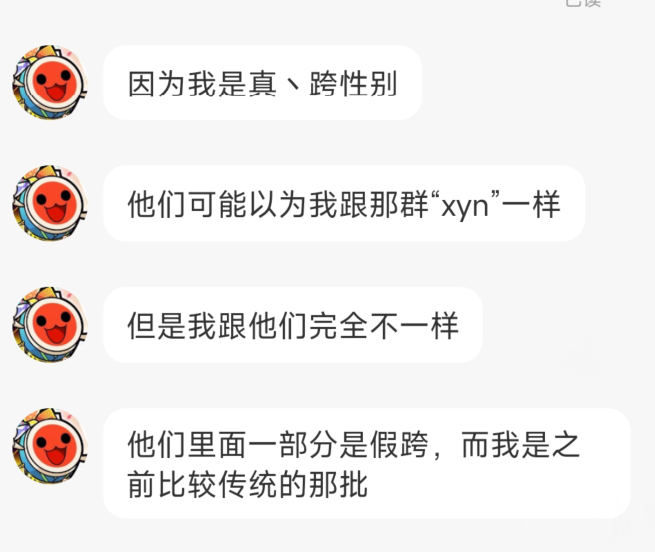 已读
因为我是真丶跨性别
他们可能以为我跟那群“xyn”一样
但是我跟他们完全不一样
他们里面一部分是假跨，而我是之
前比较传统的那批